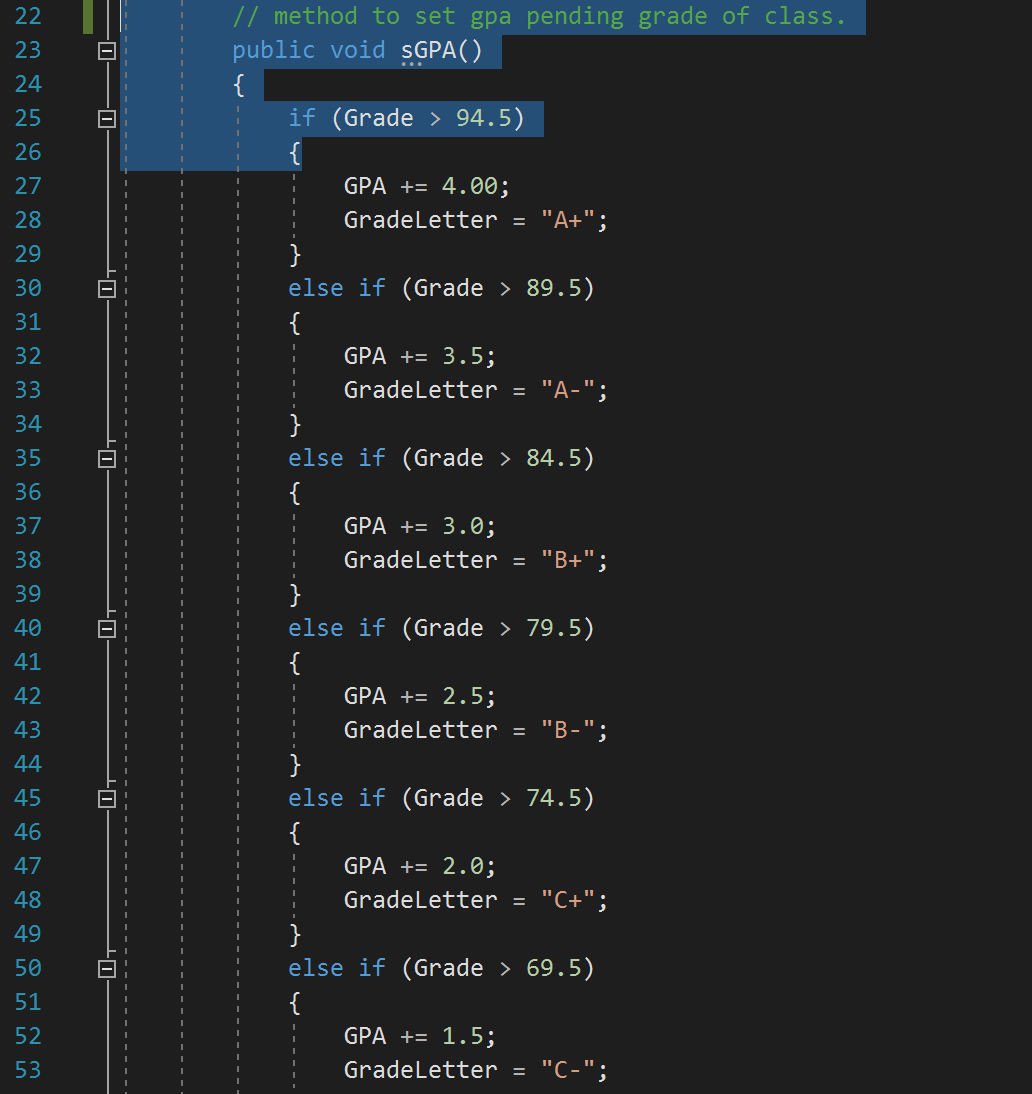 22 // method to set gpa pending grade of class.
23 public void sGPA()
24 {
25 if (Grade > 94.5)
26 {
27 GPA += 4.00;
28 GradeLetter = "A+";
29 }
30 else if (Grade > 89.5)
31 {
32 GPA += 3.5;
33 GradeLetter = "A-";
34 }
35 else if (Grade > 84.5)
36 {
37 GPA += 3.0;
38 GradeLetter = "B+";
39 }
40 else if (Grade > 79.5)
41 {
42 GPA += 2.5;
43 GradeLetter = "B-";
44 }
45 else if (Grade > 74.5)
46 {
47 GPA += 2.0;
48 GradeLetter = "C+";
49 }
50 else if (Grade > 69.5)
51 {
52 GPA += 1.5;
53 GradeLetter = "C-";